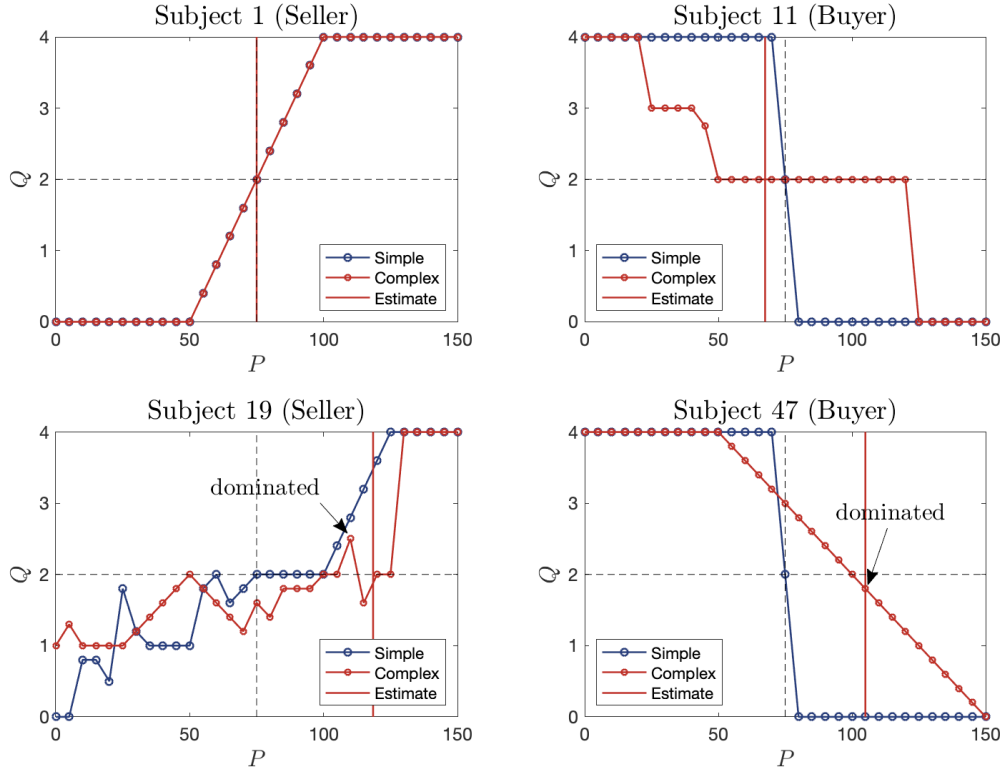 Subject 1 (Seller)
4
3
2
1
0
Q
0 50 100 150
P
Simple
Complex
Estimate
Subject 11 (Buyer)
4
3
2
1
0
Q
0 50 100 150
P
Simple
Complex
Estimate
Subject 19 (Seller)
4
3
2
1
0
Q
dominated
0 50 100 150
P
Simple
Complex
Estimate
Subject 47 (Buyer)
4
3
2
1
0
Q
dominated
0 50 100 150
P
Simple
Complex
Estimate